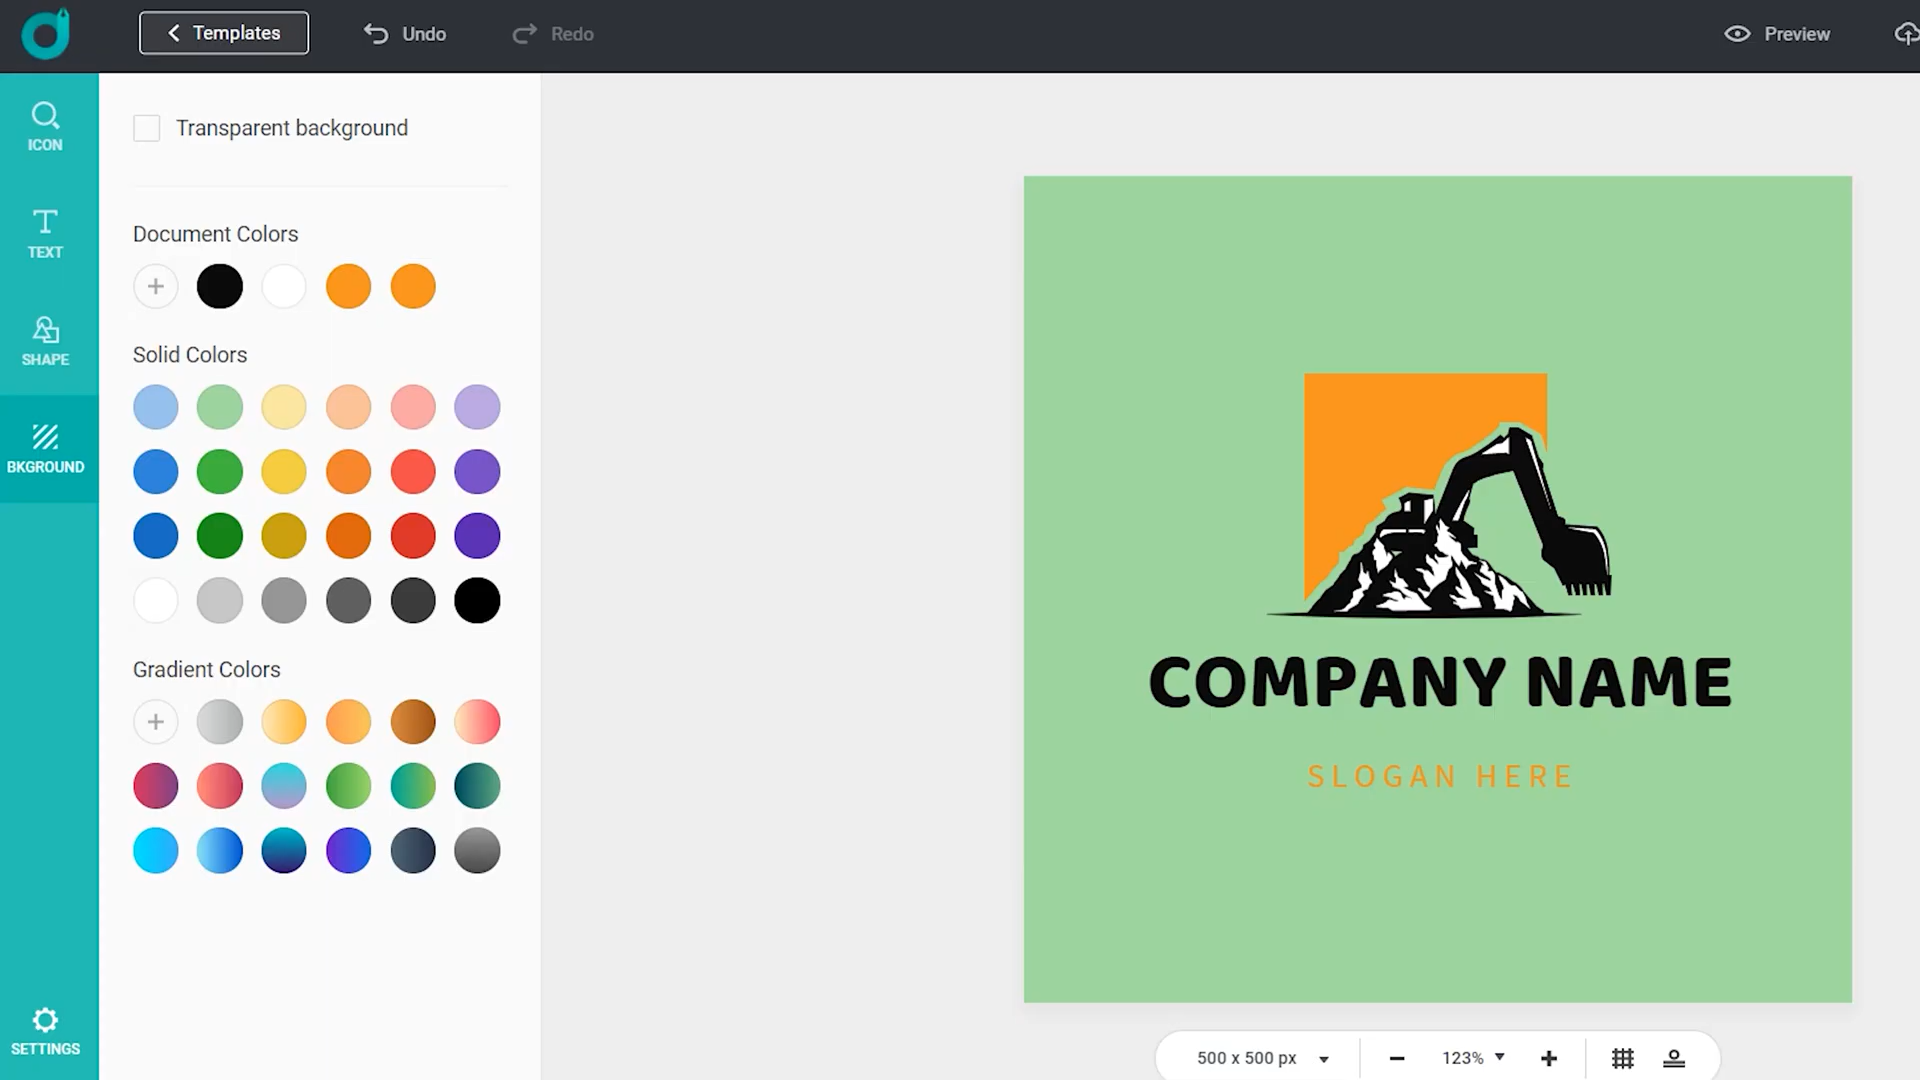 Templates
Undo
Redo
Preview
ICON
TEXT
SHAPE
BKGROUND
SETTINGS
Transparent background
Document Colors
Solid Colors
Gradient Colors
COMPANY NAME
SLOGAN HERE
500 x 500 px
123%